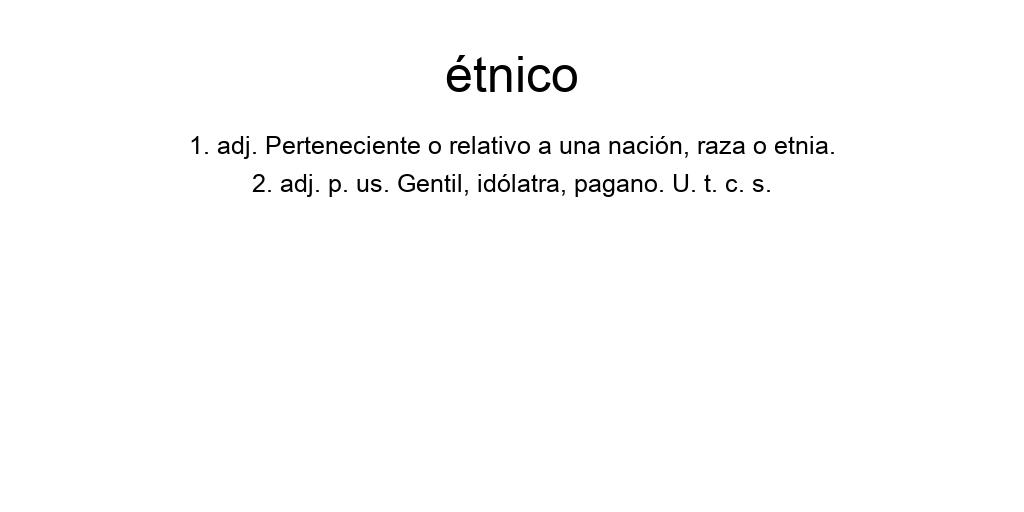 étnico
1. adj. Perteneciente o relativo a una nación, raza o etnia.
2. adj. p. us. Gentil, idólatra, pagano. U. t. c. s.